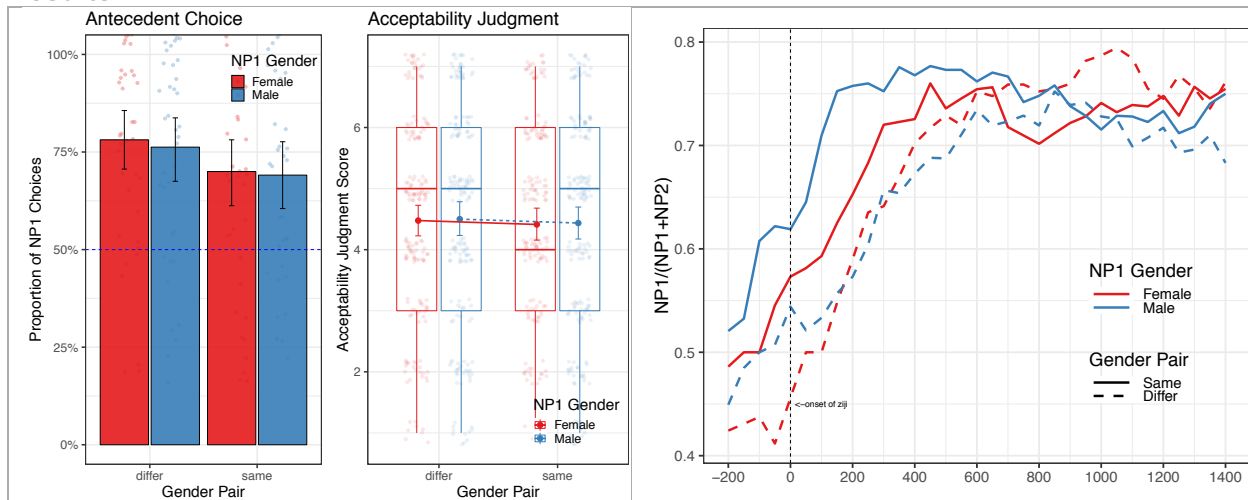 Antecedent Choice
Proportion of NP1 Choices
100%
75%
50%
25%
0%
NP1 Gender
Female
Male
differ
same
Gender Pair
Acceptability Judgment
Acceptability Judgment Score
6
4
2
NP1 Gender
Female
Male
differ
same
Gender Pair
NP1/(NP1+NP2)
0.8
0.7
0.6
0.5
0.4
NP1 Gender
Female
Male
Gender Pair
Same
Differ
<-onset of ziji
−200 0 200 400 600 800 1000 1200 1400